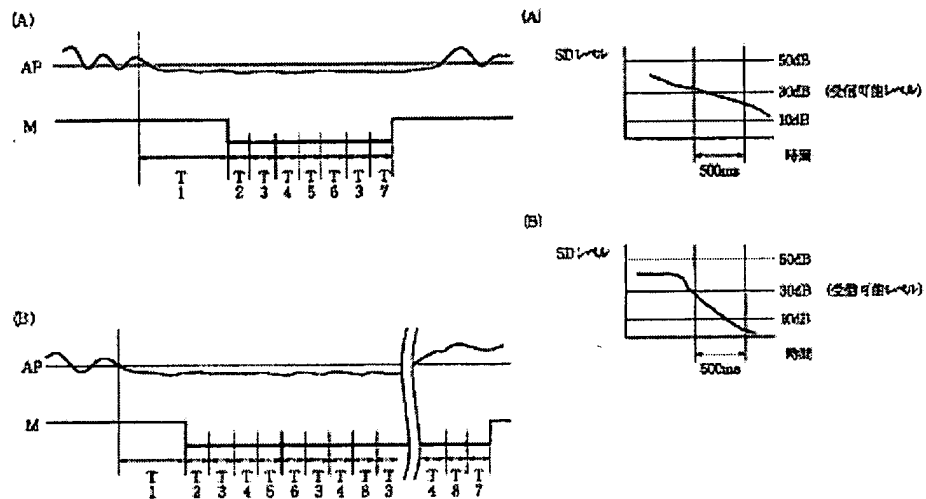 (A)
AP
M
T T T T T T T T
1 2 3 4 5 6 3 7
(B)
AP
M
T T T T T T T T T T T T T
1 2 3 4 5 6 3 4 8 3 4 8 7
(A)
SDレベル
50dB
30dB (受信可能レベル)
10dB
時間
500ms
(B)
SDレベル
50dB
30dB (受信可能レベル)
10dB
時間
500ms